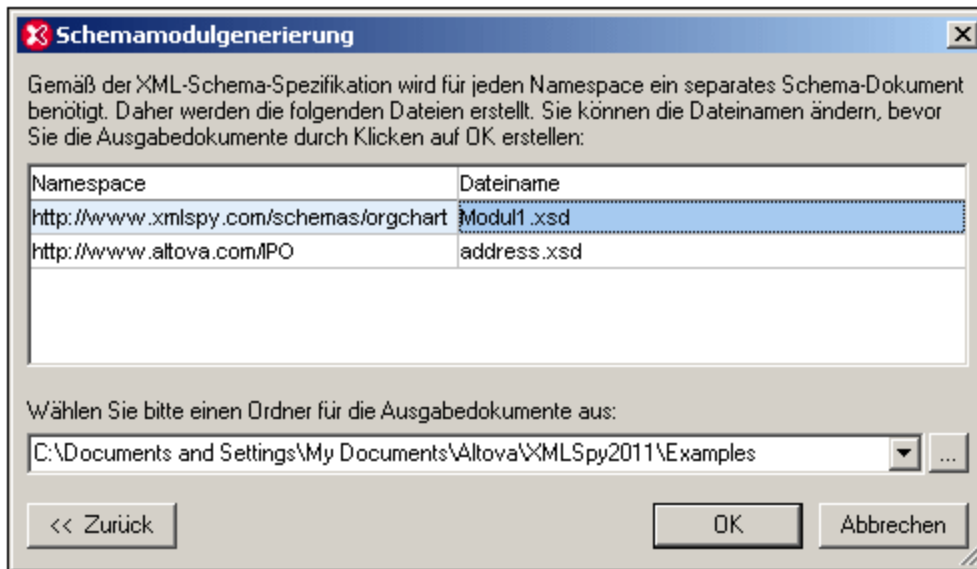 Schemamodulgenerierung
Gemäß der XML-Schema-Spezifikation wird für jeden Namespace ein separates Schema-Dokument
benötigt. Daher werden die folgenden Dateien erstellt. Sie können die Dateinamen ändern, bevor
Sie die Ausgabedokumente durch Klicken auf OK erstellen:
Namespace Dateiname
http://www.xmlspy.com/schemas/orgchart Modul1.xsd
http://www.altova.com/IPO address.xsd
Wählen Sie bitte einen Ordner für die Ausgabedokumente aus:
C:\Documents and Settings\My Documents\Altova\XMLSpy2011\Examples ...
<< Zurück OK Abbrechen